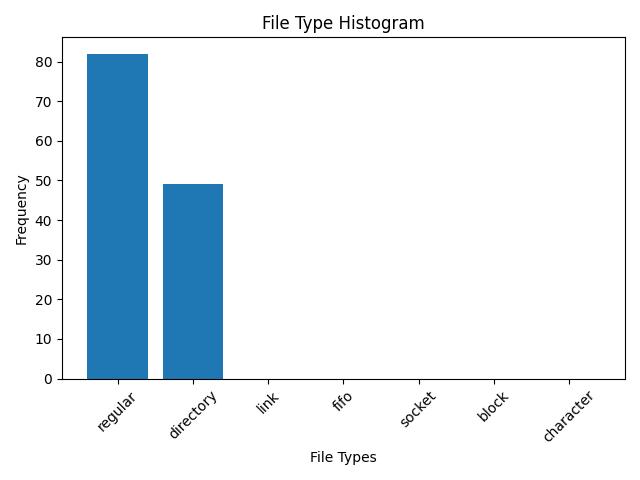 File Type Histogram
Frequency
80
70
60
50
40
30
20
10
0
regular
directory
link
fifo
socket
block
character
File Types